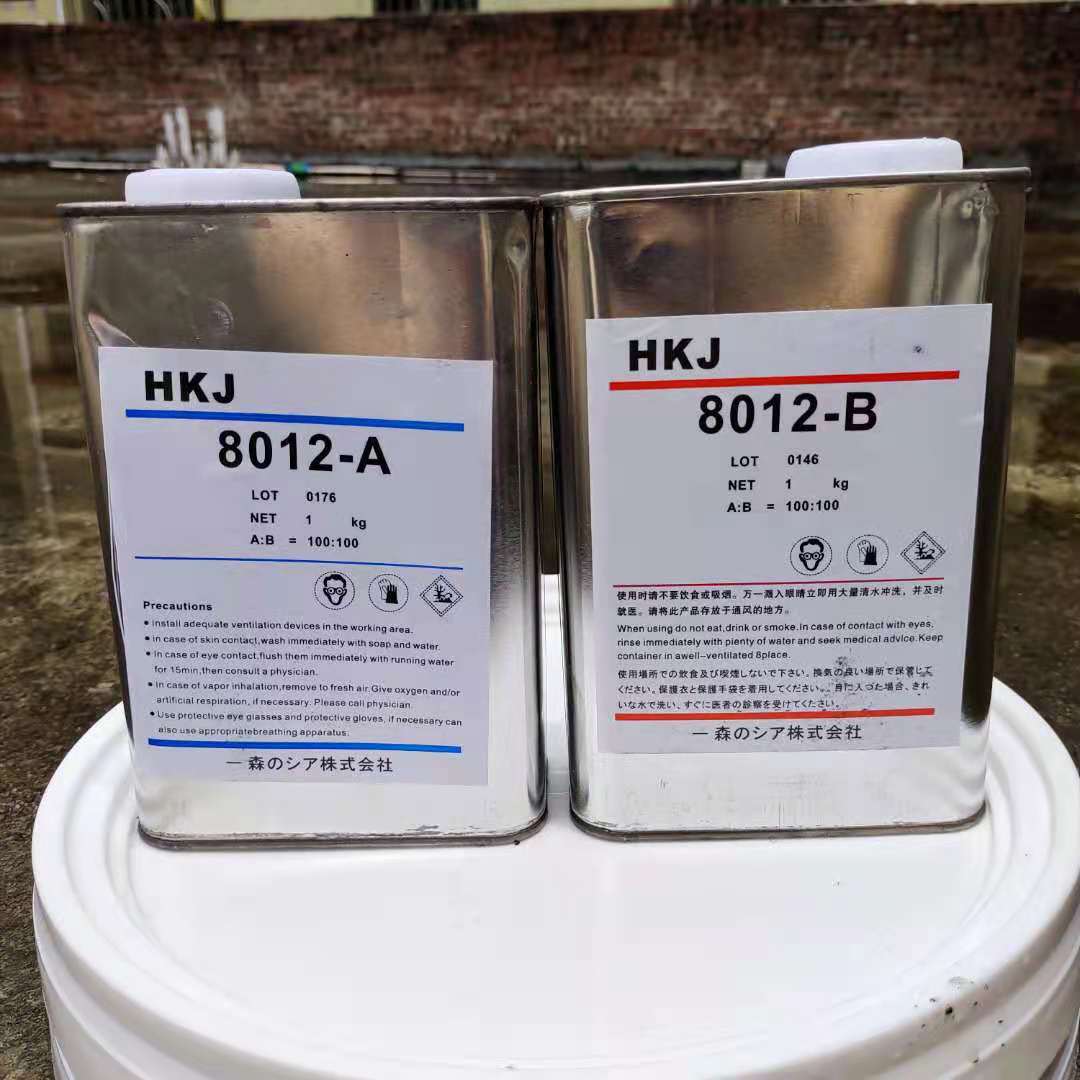 HKJ
8012-A
LOT 0176
NET 1 kg
A:B = 100:100
Precautions
● Install adequate ventilation devices in the working area.
● In case of skin contact,wash immediately with soap and water.
● In case of eye contact,flush them immediately with running water
for 15min,then consult a physician.
● In case of vapor inhalation,remove to fresh air. Give oxygen and/or
artificial respiration, if necessary. Please call physician.
● Use protective eye glasses and protective gloves, if necessary can
also use appropriatebreathing apparatus.
一森のシア株式会社
HKJ
8012-B
LOT 0146
NET 1 kg
A:B = 100:100
使用时请不要饮食或吸烟。万一溅入眼睛立即用大量清水冲洗，并及时
就医。请将此产品存放于通风的地方。
When using do not eat,drink or smoke.In case of contact with eyes,
rinse immediately with plenty of water and seek medical advice.Keep
container in awell-ventilated 8place.
使用場所での飲食及び喫煙しないで下さい。換気の良い場所で保管して
ください。保護衣と保護手袋を着用してください。 身に入つた場合、きれ
いな水で洗い、すぐに医者の診察を受けてください。
一森のシア株式会社